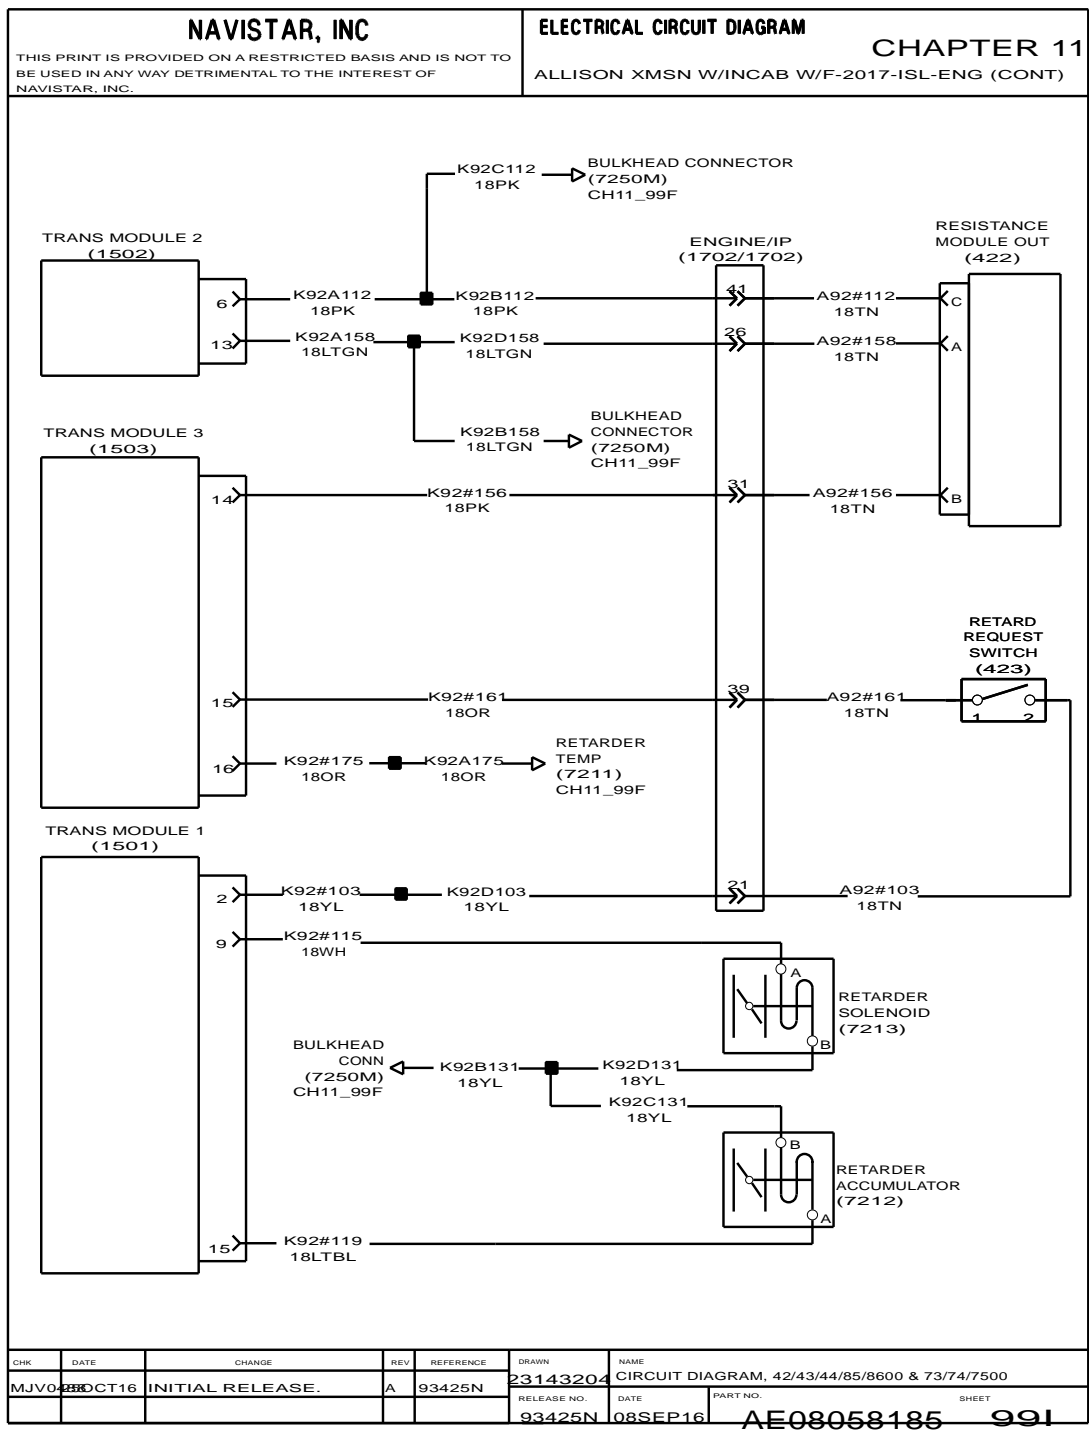 NAVISTAR, INC
THIS PRINT IS PROVIDED ON A RESTRICTED BASIS AND IS NOT TO
BE USED IN ANY WAY DETRIMENTAL TO THE INTEREST OF
NAVISTAR, INC.
ELECTRICAL CIRCUIT DIAGRAM
CHAPTER 11
ALLISON XMSN W/INCAB W/F-2017-ISL-ENG (CONT)
K92C112
18PK
BULKHEAD CONNECTOR
(7250M)
CH11_99F
TRANS MODULE 2
(1502)
ENGINE/IP
(1702/1702)
RESISTANCE
MODULE OUT
(422)
6
K92A112
18PK
K92B112
18PK
41
A92#112
18TN
C
13
K92A158
18LTGN
K92D158
18LTGN
26
A92#158
18TN
A
K92B158
18LTGN
BULKHEAD
CONNECTOR
(7250M)
CH11_99F
TRANS MODULE 3
(1503)
14
K92#156
18PK
31
A92#156
18TN
B
RETARD
REQUEST
SWITCH
(423)
1 2
15
K92#161
18OR
39
A92#161
18TN
16
K92#175
18OR
K92A175
18OR
RETARDER
TEMP
(7211)
CH11_99F
TRANS MODULE 1
(1501)
2
K92#103
18YL
K92D103
18YL
21
A92#103
18TN
9
K92#115
18WH
A
B
RETARDER
SOLENOID
(7213)
BULKHEAD
CONN
(7250M)
CH11_99F
K92B131
18YL
K92D131
18YL
K92C131
18YL
B
A
RETARDER
ACCUMULATOR
(7212)
15
K92#119
18LTBL
CHK DATE CHANGE REV REFERENCE
OCT16 INITIAL RELEASE. A 93425N
DRAWN
23143204
NAME
CIRCUIT DIAGRAM, 42/43/44/85/8600 & 73/74/7500
RELEASE NO.
93425N
DATE
08SEP16
PART NO.
AE08058185
SHEET
99I